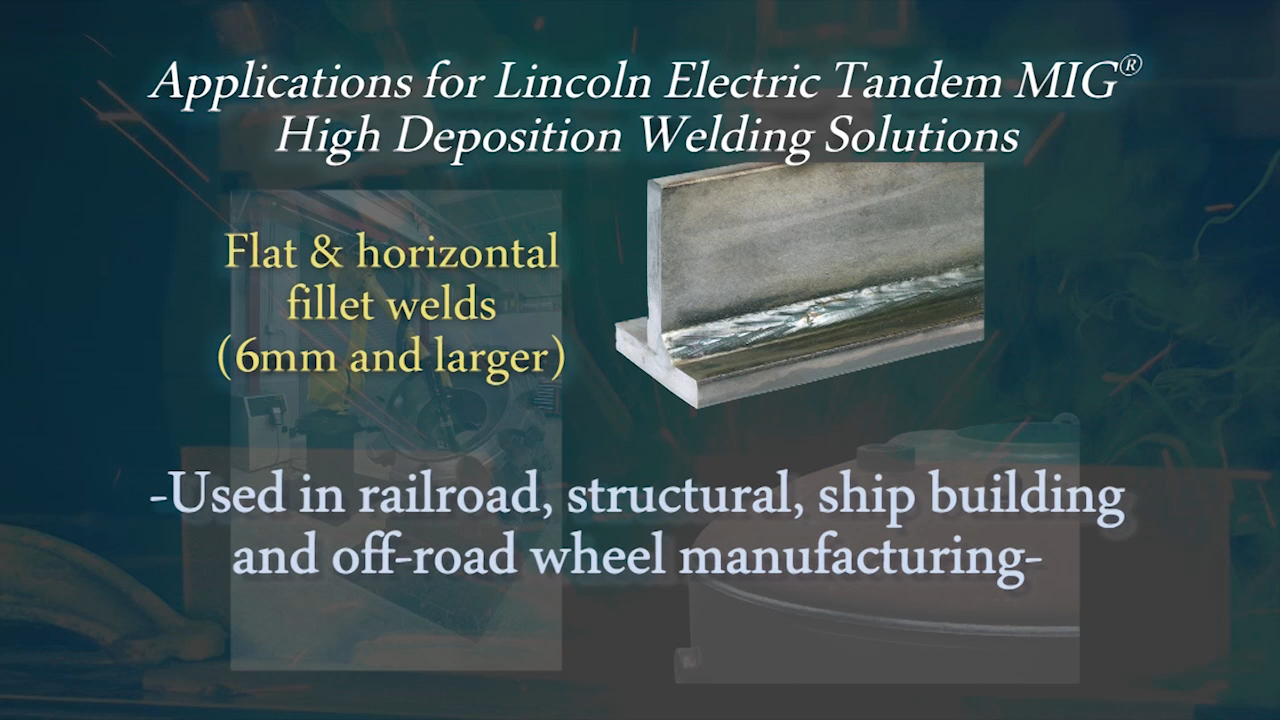 Applications for Lincoln Electric Tandem MIG®
High Deposition Welding Solutions
Flat & horizontal
fillet welds
(6mm and larger)
-Used in railroad, structural, ship building
and off-road wheel manufacturing-